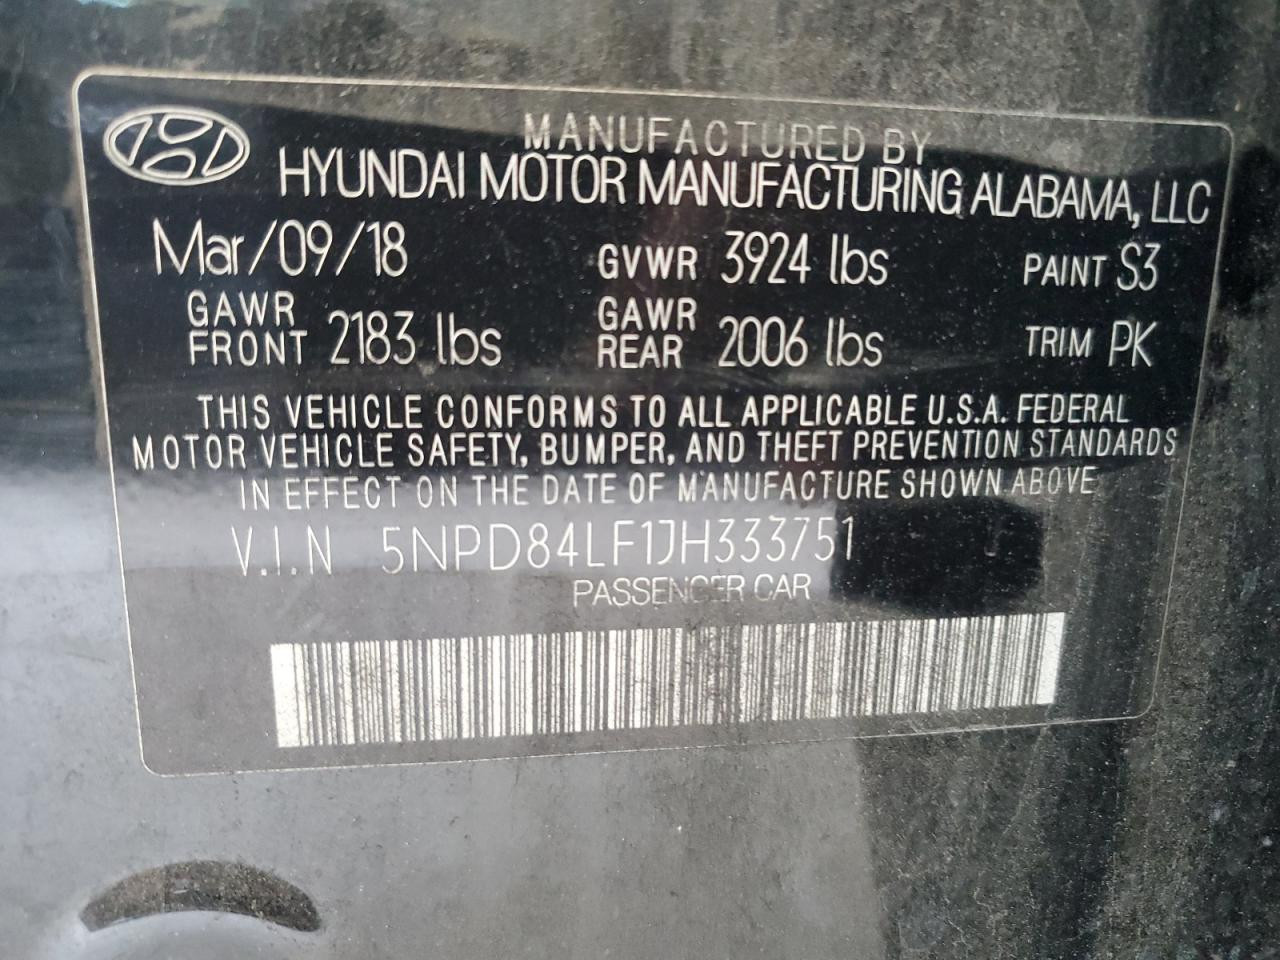 MANUFACTURED BY
HYUNDAI MOTOR MANUFACTURING ALABAMA, LLC
Mar/09/18 GVWR 3924 lbs PAINT S3
GAWR FRONT 2183 lbs GAWR REAR 2006 lbs TRIM PK
THIS VEHICLE CONFORMS TO ALL APPLICABLE U.S.A. FEDERAL
MOTOR VEHICLE SAFETY, BUMPER, AND THEFT PREVENTION STANDARDS
IN EFFECT ON THE DATE OF MANUFACTURE SHOWN ABOVE
V.I.N 5NPD84LF1JH333751
PASSENGER CAR